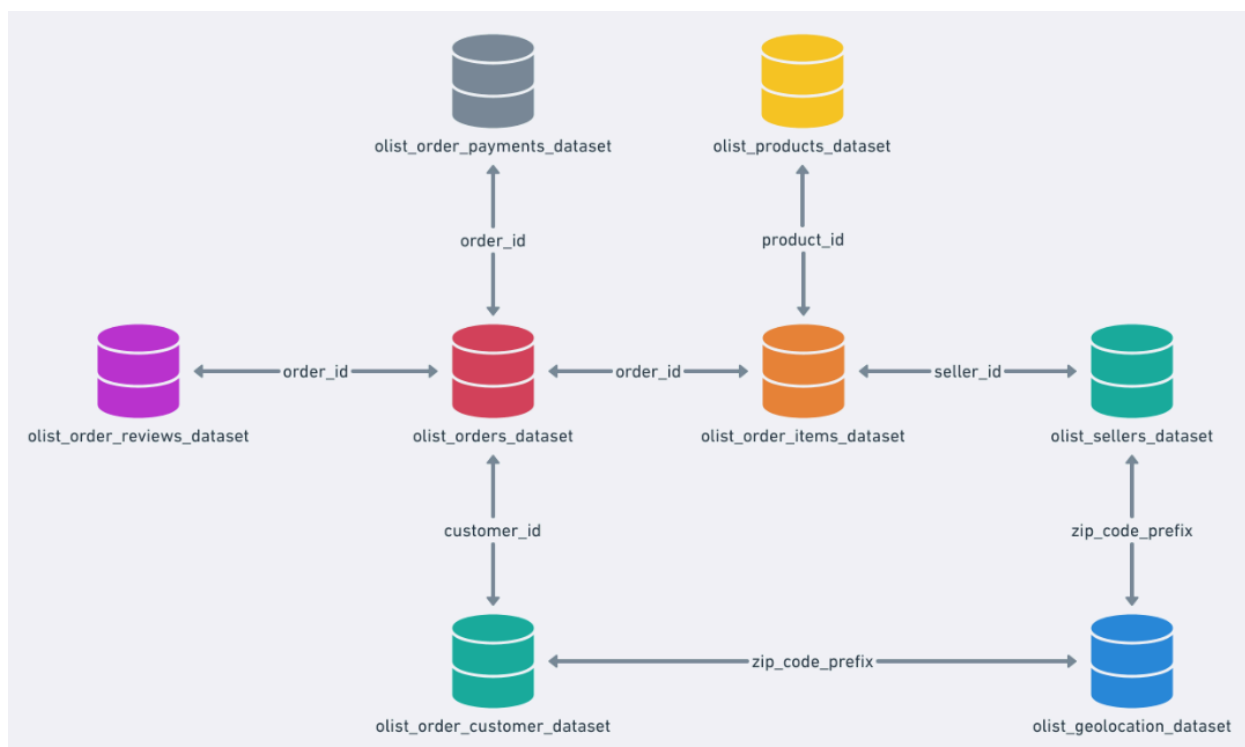 olist_order_payments_dataset
olist_products_dataset
order_id
product_id
order_id
order_id
seller_id
olist_order_reviews_dataset
olist_orders_dataset
olist_order_items_dataset
olist_sellers_dataset
customer_id
zip_code_prefix
zip_code_prefix
olist_order_customer_dataset
olist_geolocation_dataset